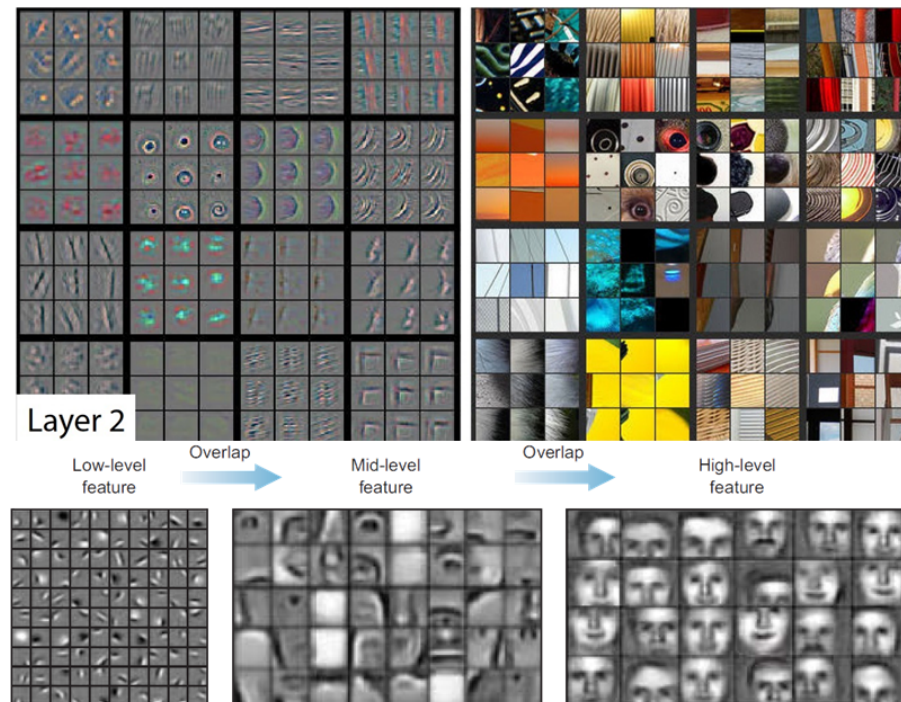 Layer 2
Low-level
feature
Overlap
Mid-level
feature
Overlap
High-level
feature